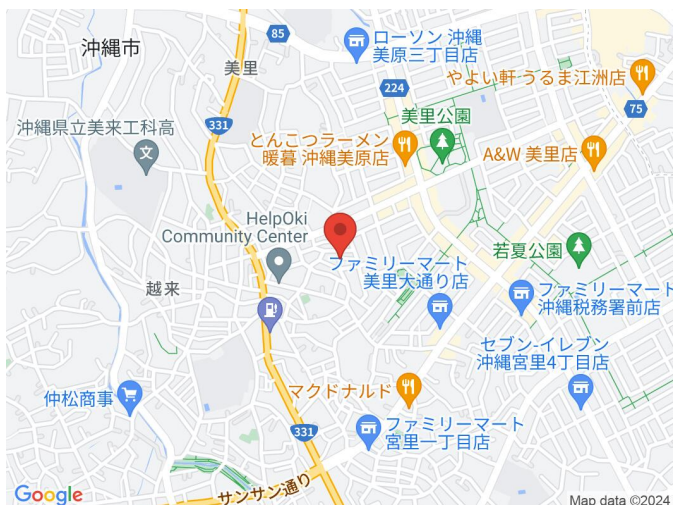 沖縄市
85
ローソン 沖縄
美原三丁目店
美里
やよい軒 うるま江洲店
224
75
331
美里公園
沖縄県立美来工科高
文
とんこつラーメン
暖暮 沖縄美原店
A&W 美里店
HelpOki
Community Center
若夏公園
ファミリーマート
美里大通り店
越来
ファミリーマート
沖縄税務署前店
セブン-イレブン
沖縄宮里4丁目店
マクドナルド
仲松商事
ファミリーマート
宮里一丁目店
331
サンサン通り
Google
Map data ©2024